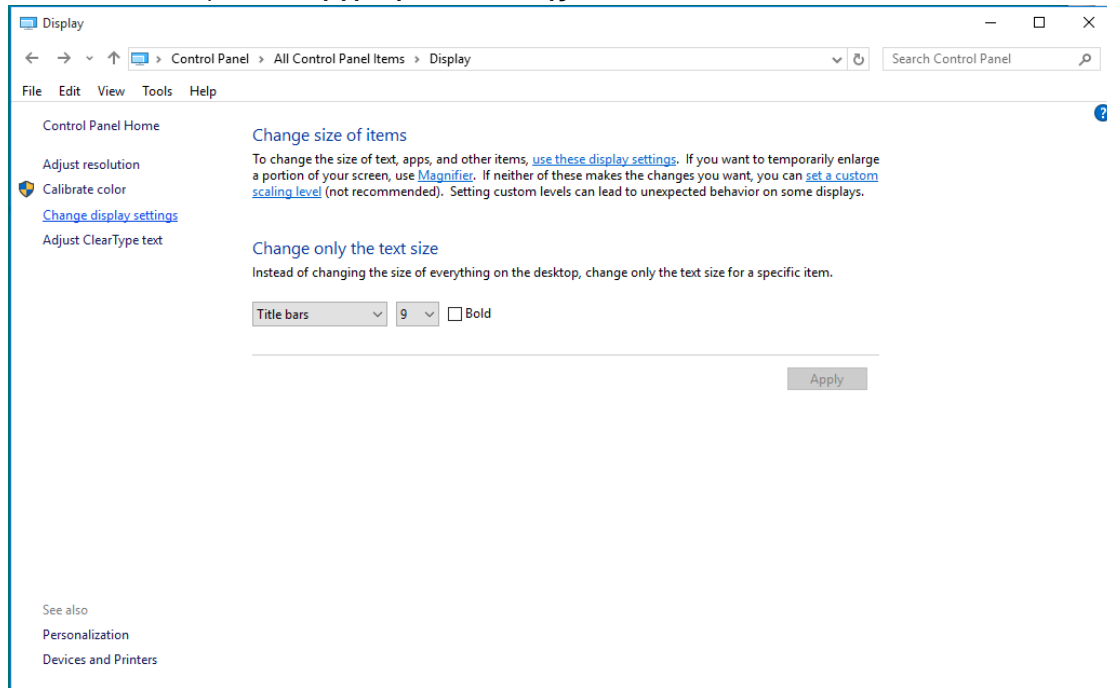 Display
Control Panel > All Control Panel Items > Display
Search Control Panel
File Edit View Tools Help
Control Panel Home
Adjust resolution
Calibrate color
Change display settings
Adjust ClearType text
Change size of items
To change the size of text, apps, and other items, use these display settings. If you want to temporarily enlarge
a portion of your screen, use Magnifier. If neither of these makes the changes you want, you can set a custom
scaling level (not recommended). Setting custom levels can lead to unexpected behavior on some displays.
Change only the text size
Instead of changing the size of everything on the desktop, change only the text size for a specific item.
Title bars 9 Bold
Apply
See also
Personalization
Devices and Printers